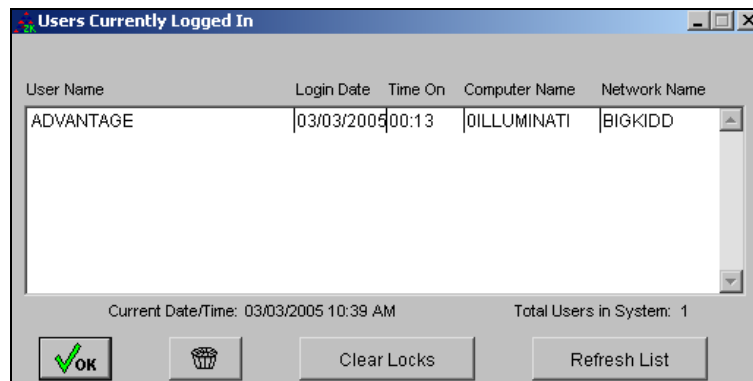 Users Currently Logged In
User Name Login Date Time On Computer Name Network Name
ADVANTAGE 03/03/2005 00:13 0ILLUMINATI BIGKIDD
Current Date/Time: 03/03/2005 10:39 AM Total Users in System: 1
OK Clear Locks Refresh List